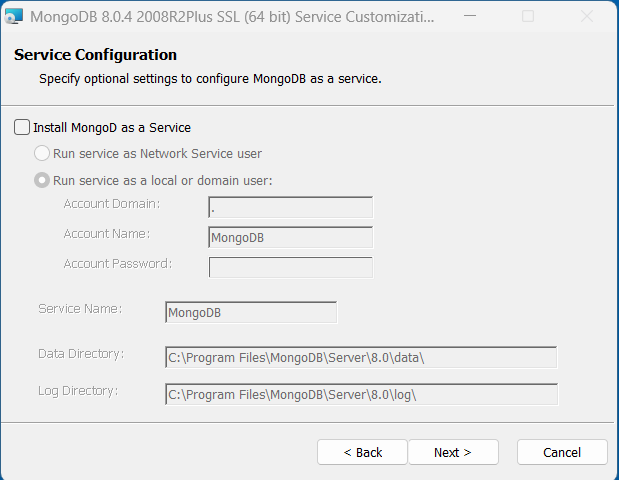 MongoDB 8.0.4 2008R2Plus SSL (64 bit) Service Customizati...
Service Configuration
Specify optional settings to configure MongoDB as a service.
Install MongoD as a Service
Run service as Network Service user
Run service as a local or domain user:
Account Domain: .
Account Name: MongoDB
Account Password:
Service Name: MongoDB
Data Directory: C:\Program Files\MongoDB\Server\8.0\data\
Log Directory: C:\Program Files\MongoDB\Server\8.0\log\
< Back Next > Cancel